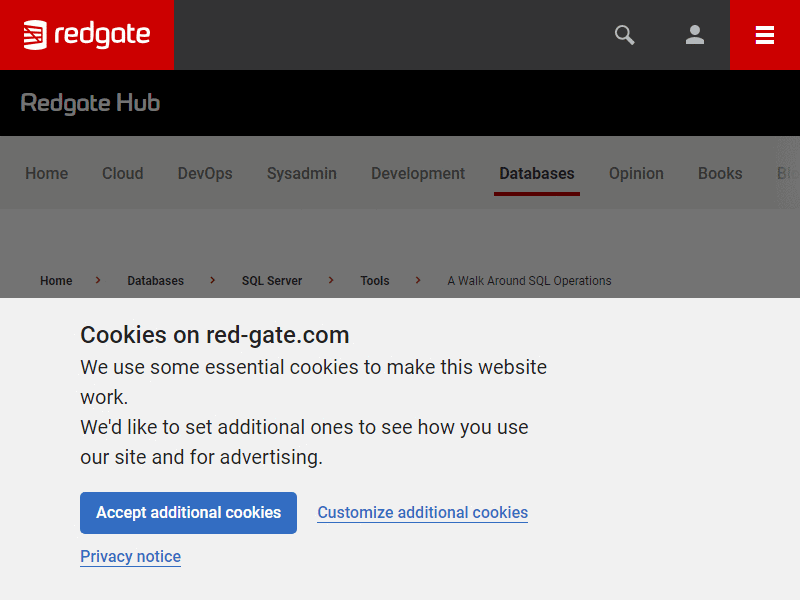 redgate
Redgate Hub
Home Cloud DevOps Sysadmin Development Databases Opinion Books
Home Databases SQL Server Tools A Walk Around SQL Operations
Cookies on red-gate.com
We use some essential cookies to make this website
work.
We'd like to set additional ones to see how you use
our site and for advertising.
Accept additional cookies Customize additional cookies
Privacy notice